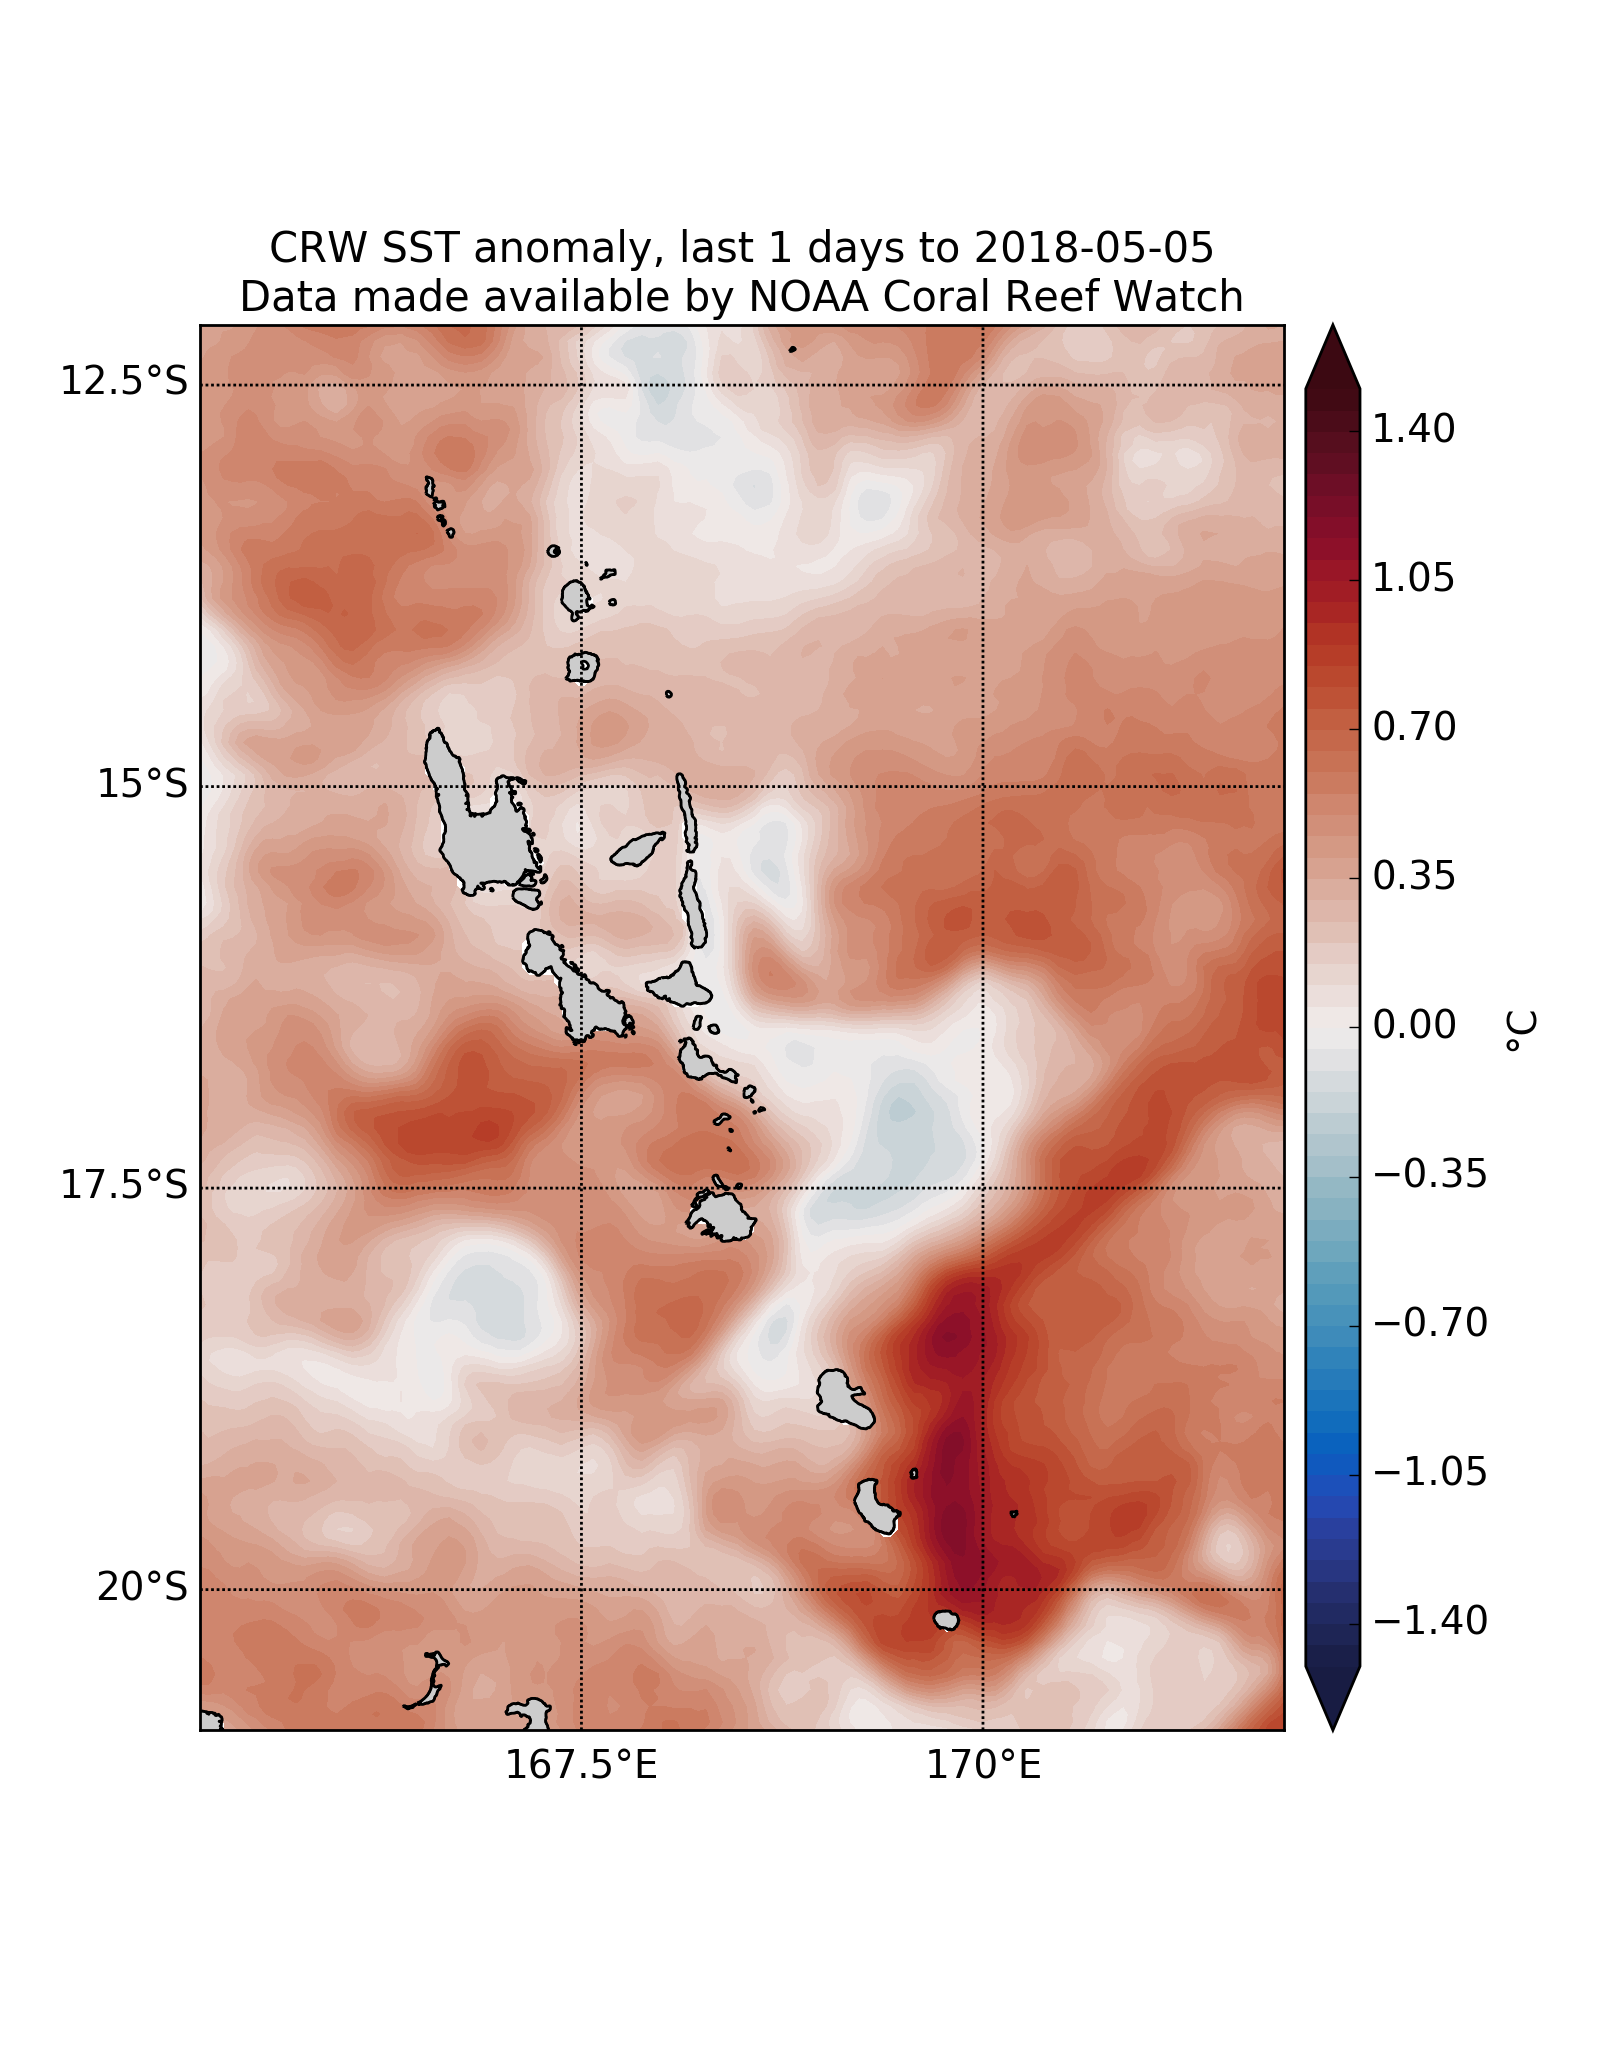 CRW SST anomaly, last 1 days to 2018-05-05
Data made available by NOAA Coral Reef Watch
12.5°S
15°S
17.5°S
20°S
167.5°E
170°E
1.40
1.05
0.70
0.35
0.00
−0.35
−0.70
−1.05
−1.40
°C